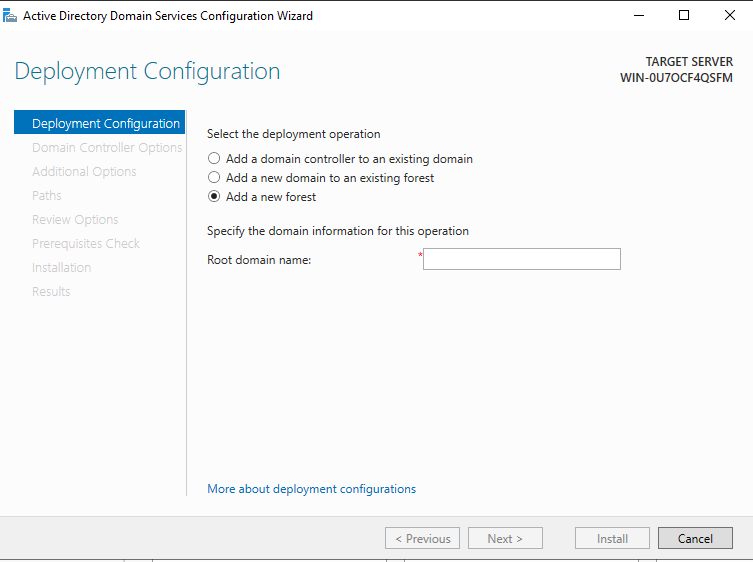 Active Directory Domain Services Configuration Wizard
Deployment Configuration
TARGET SERVER
WIN-0U7OCF4QSFM
Deployment Configuration
Domain Controller Options
Additional Options
Paths
Review Options
Prerequisites Check
Installation
Results
Select the deployment operation
Add a domain controller to an existing domain
Add a new domain to an existing forest
Add a new forest
Specify the domain information for this operation
Root domain name: *
More about deployment configurations
< Previous Next > Install Cancel